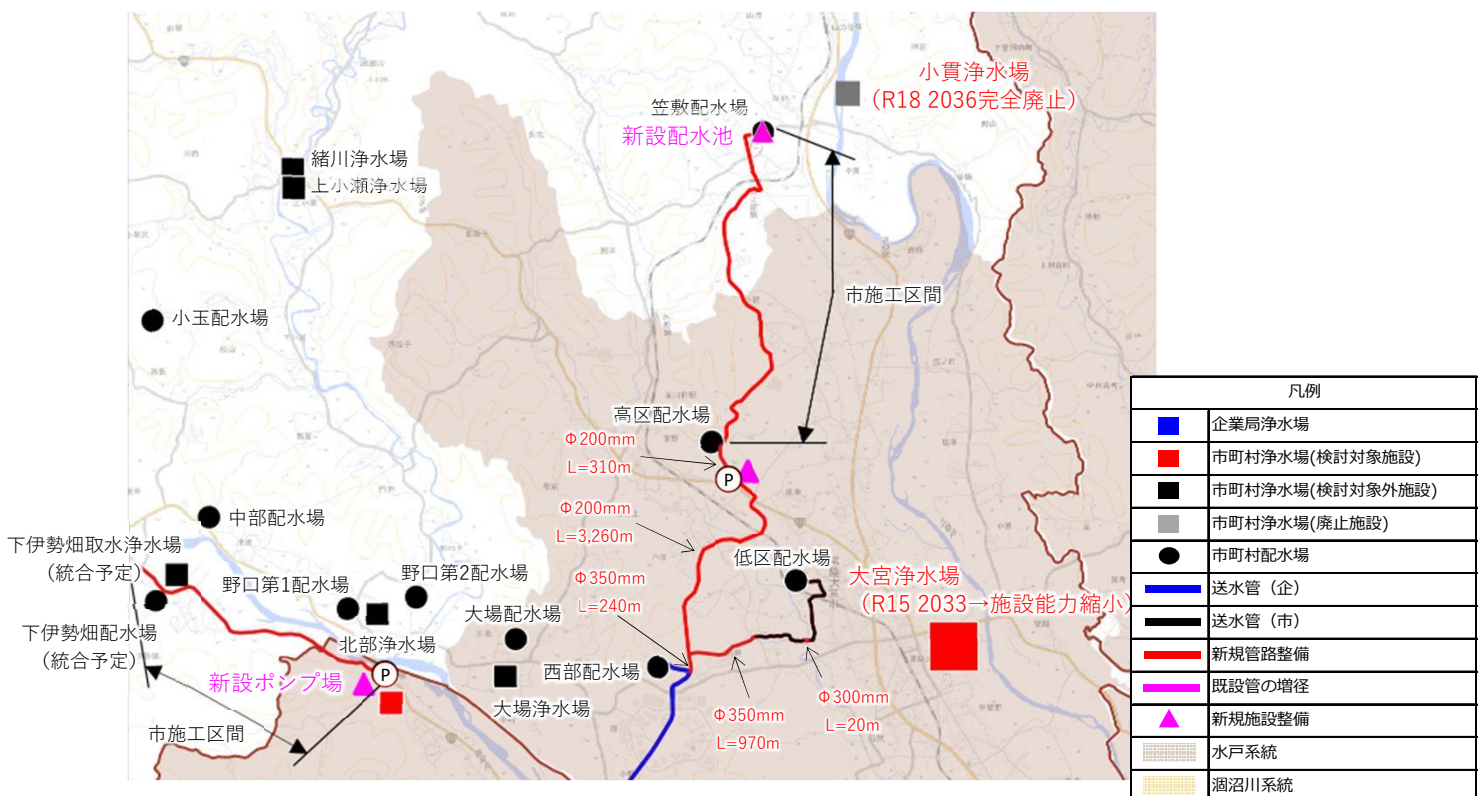 小貫浄水場
（R18 2036完全廃止）
笠敷配水場
新設配水池
緒川浄水場
上小瀬浄水場
市施工区間
小玉配水場
高区配水場
Φ200mm
L=310m
P
Φ200mm
L=3,260m
中部配水場
下伊勢畑取水浄水場
（統合予定）
野口第1配水場
野口第2配水場
低区配水場
Φ350mm
L=240m
大宮浄水場
（R15 2033→施設能力縮小）
大場配水場
北部浄水場
下伊勢畑配水場
（統合予定）
西部配水場
P
新設ポンプ場
大場浄水場
Φ300mm
L=20m
Φ350mm
L=970m
市施工区間
凡例
企業局浄水場
市町村浄水場(検討対象施設)
市町村浄水場(検討対象外施設)
市町村浄水場(廃止施設)
市町村配水場
送水管（企）
送水管（市）
新規管路整備
既設管の増径
新規施設整備
水戸系統
涸沼川系統